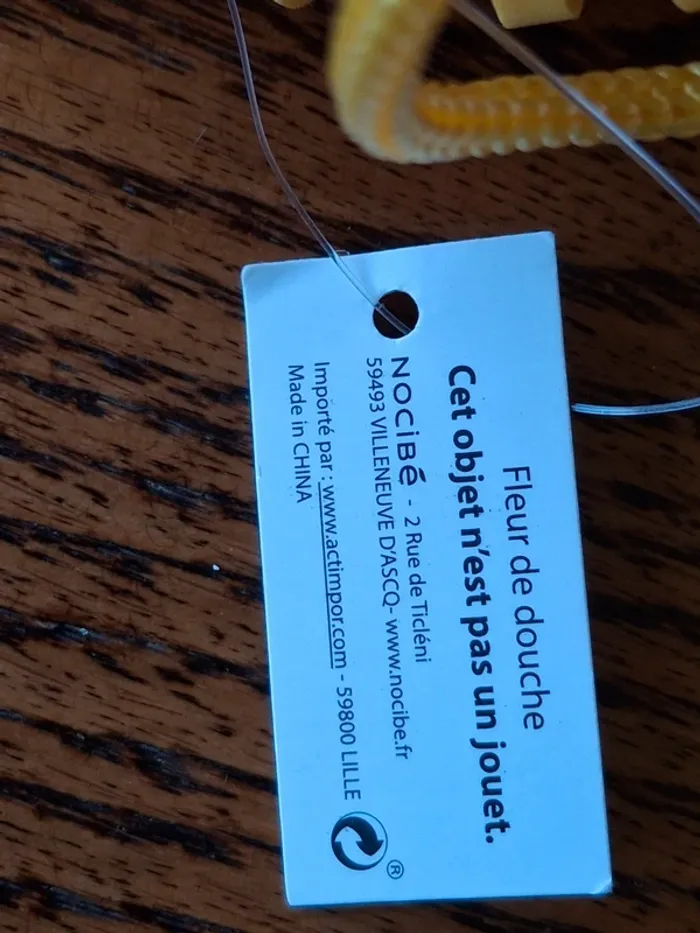 Fleur de douche
Cet objet n'est pas un jouet.
NOCIBÉ - 2 Rue de Ticléni
59493 VILLENEUVE D'ASCQ- www.nocibe.fr
Importé par : www.actimpor.com - 59800 LILLE
Made in CHINA
®